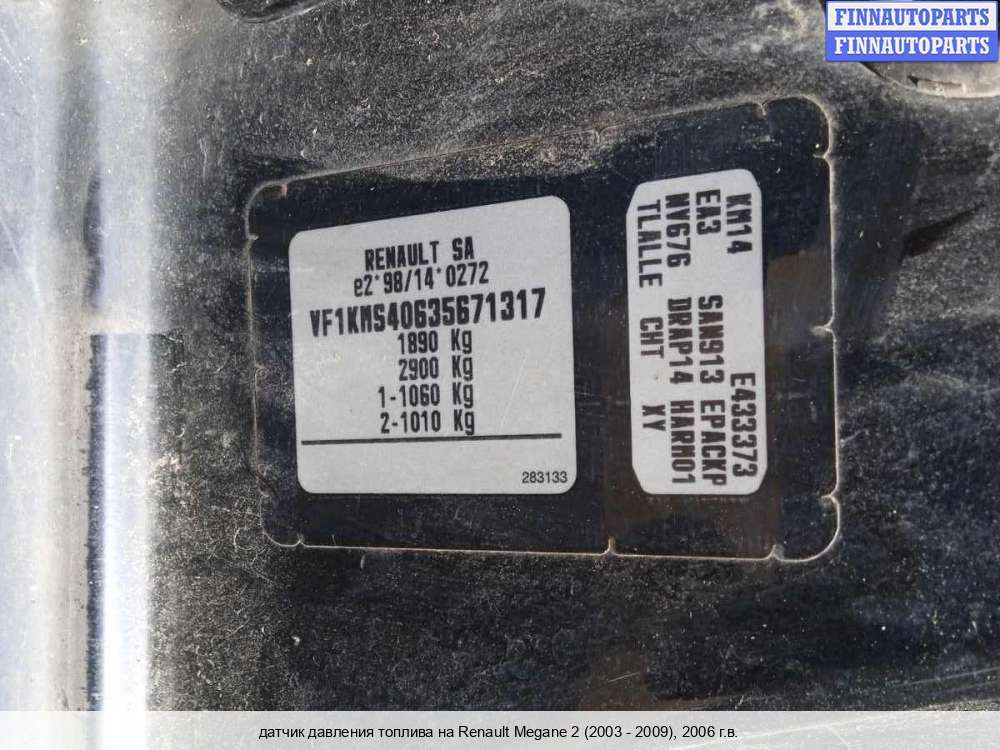 FINNAUTOPARTS
FINNAUTOPARTS
RENAULT SA
e2*98/14*0272
VF1KMS40635671317
1890 Kg
2900 Kg
1-1060 Kg
2-1010 Kg
283133
KM14 E433373
EA3 SAN913 EPACKP
NV676 DRAP14 HARM01
TLALLE CHT XY
датчик давления топлива на Renault Megane 2 (2003 - 2009), 2006 г.в.